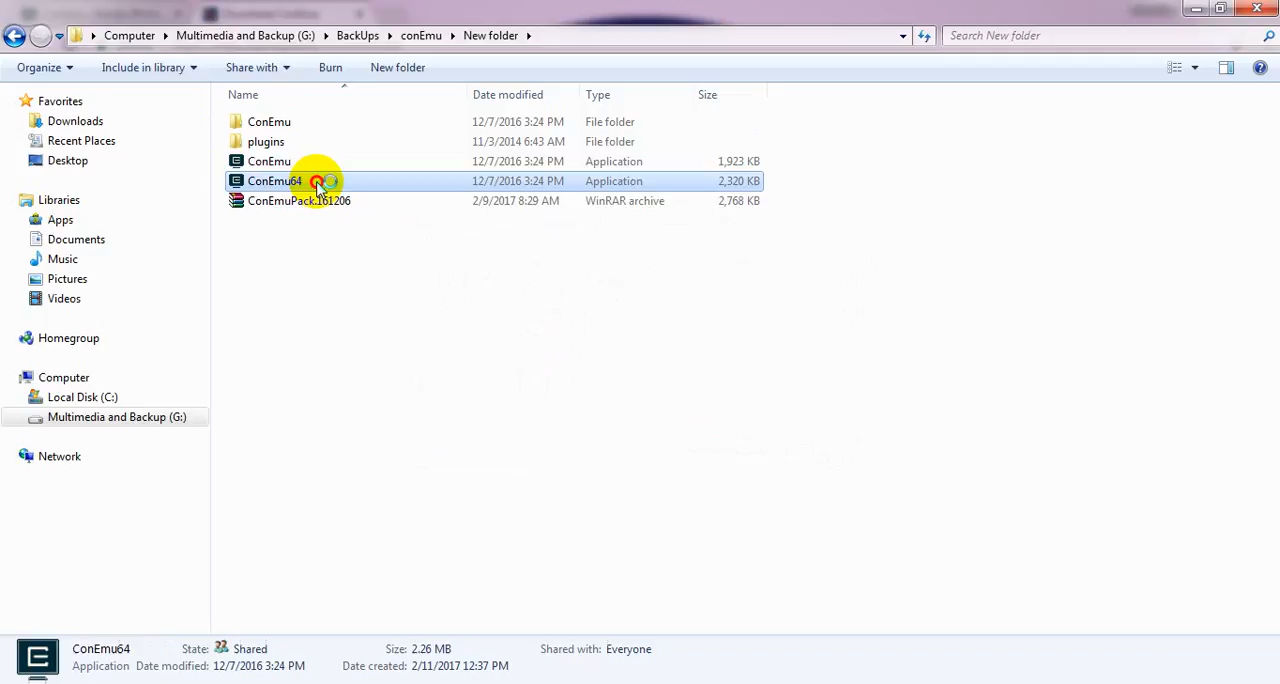 Computer Multimedia and Backup (G:) BackUps conEmu New folder
Search New folder
Organize Include in library Share with Burn New folder
Name Date modified Type Size
Favorites
Downloads
Recent Places
Desktop
Libraries
Apps
Documents
Music
Pictures
Videos
Homegroup
Computer
Local Disk (C:)
Multimedia and Backup (G:)
Network
ConEmu 12/7/2016 3:24 PM File folder
plugins 11/3/2014 6:43 AM File folder
ConEmu 12/7/2016 3:24 PM Application 1,923 KB
ConEmu64 12/7/2016 3:24 PM Application 2,320 KB
ConEmuPack.161206 2/9/2017 8:29 AM WinRAR archive 2,768 KB
ConEmu64 State: Shared Size: 2.26 MB Shared with: Everyone
Application Date modified: 12/7/2016 3:24 PM Date created: 2/11/2017 12:37 PM